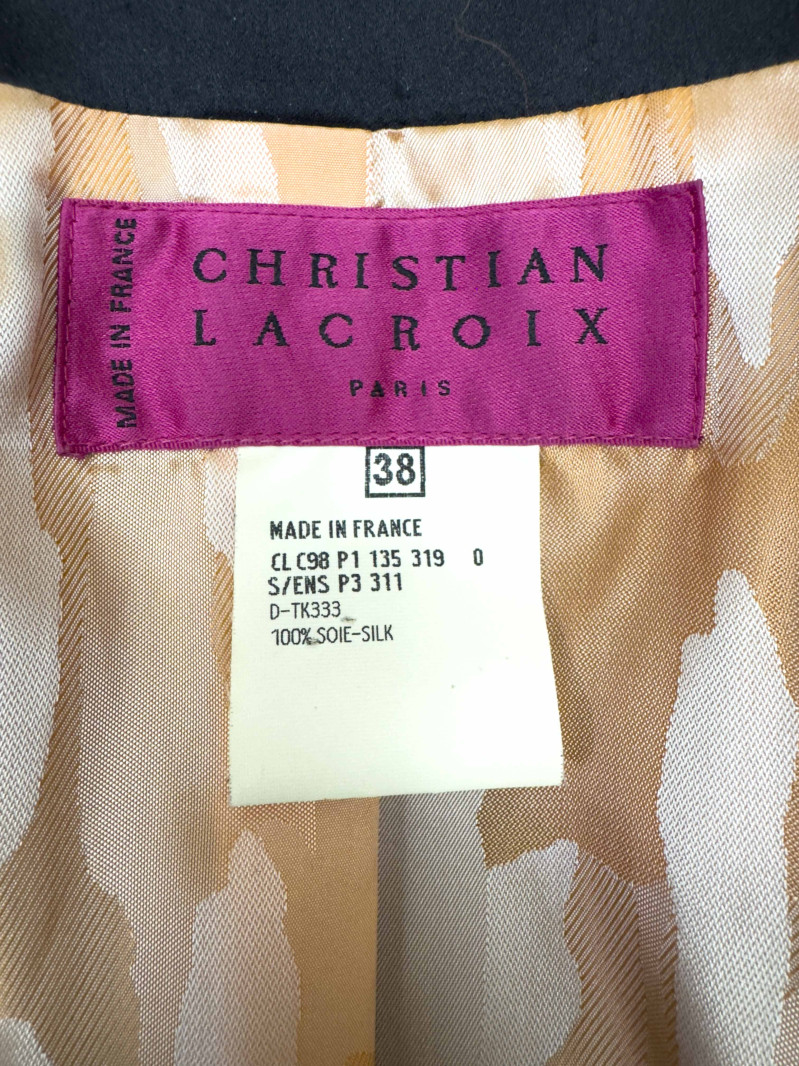 MADE IN FRANCE
CHRISTIAN
LACROIX
PARIS
38
MADE IN FRANCE
CL C98 P1 135 319 0
S/ENS P3 311
D-TK333
100% SOIE-SILK